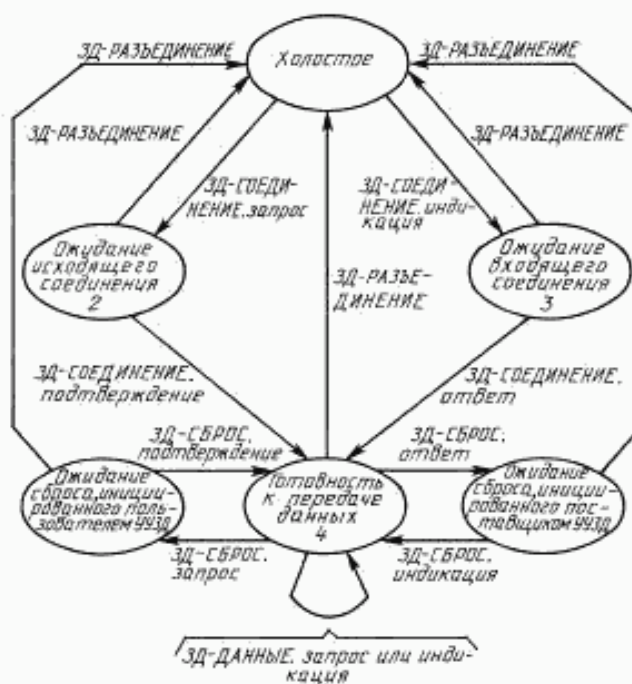 ЗД-РАЗЪЕДИНЕНИЕ
Холостое
ЗД-РАЗЪЕДИНЕНИЕ
ЗД-РАЗЪЕДИНЕНИЕ
ЗД-РАЗЪЕДИНЕНИЕ
ЗД-СОЕДИ-
НЕНИЕ, запрос
ЗД-СОЕДИ-
НЕНИЕ, инди-
кация
Ожидание
исходящего
соединения
2
ЗД-РАЗЪЕ-
ДИНЕНИЕ
Ожидание
входящего
соединения
3
ЗД-СОЕДИНЕНИЕ,
подтверждение
ЗД-СОЕДИНЕНИЕ,
ответ
ЗД-СБРОС,
подтверждение
ЗД-СБРОС,
ответ
Ожидание
сброса, иницин-
рованного поль-
зователем УУЗД
Готовность
к передаче
данных
4
Ожидание
сброса, иницин-
рованного пос-
тавщиком УУЗД
ЗД-СБРОС,
запрос
ЗД-СБРОС,
индикация
ЗД-ДАННЫЕ, запрос или инди-
кация